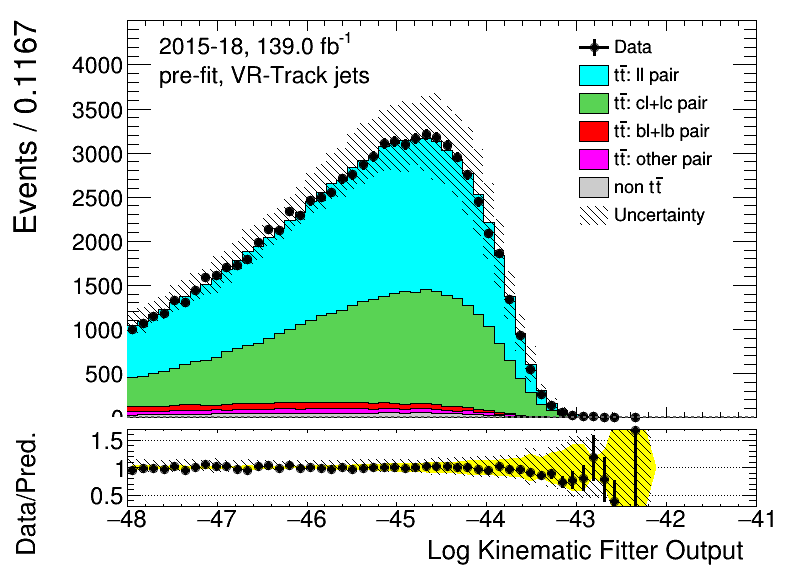 2015-18, 139.0 fb⁻¹
pre-fit, VR-Track jets
Data
tt̄: ll pair
tt̄: cl+lc pair
tt̄: bl+lb pair
tt̄: other pair
non tt̄
Uncertainty
Events / 0.1167
4000
3500
3000
2500
2000
1500
1000
500
0
Data/Pred.
1.5
1
0.5
−48 −47 −46 −45 −44 −43 −42 −41
Log Kinematic Fitter Output